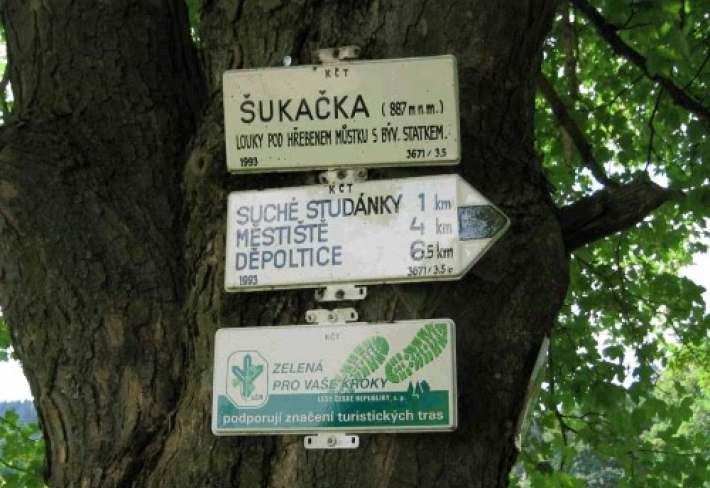 KČT
ŠUKAČKA (887 m n. m.)
LOUKY POD HŘEBENEM MŮSTKU S BÝV. STATKEM.
1993 3671/3.5
KČT
SUCHÉ STUDÁNKY 1 km
MĚSTIŠTĚ 4 km
DĚPOLTICE 6.5 km
1993 3671/3.5 c
KČT
ZELENÁ
PRO VAŠE KROKY
LČR
LESY ČESKÉ REPUBLIKY, s. p.
podporují značení turistických tras